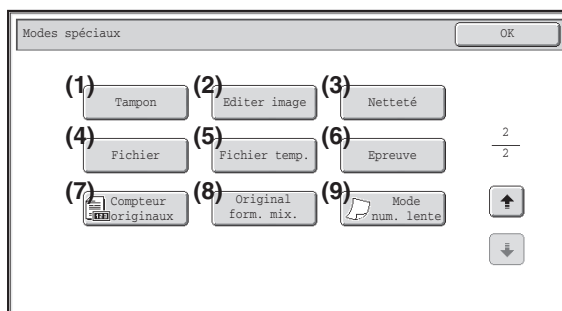 Modes spéciaux
OK
(1) Tampon
(2) Editer image
(3) Netteté
(4) Fichier
(5) Fichier temp.
(6) Epreuve
2
2
(7) Compteur
originaux
123
(8) Original
form. mix.
(9) Mode
num. lente